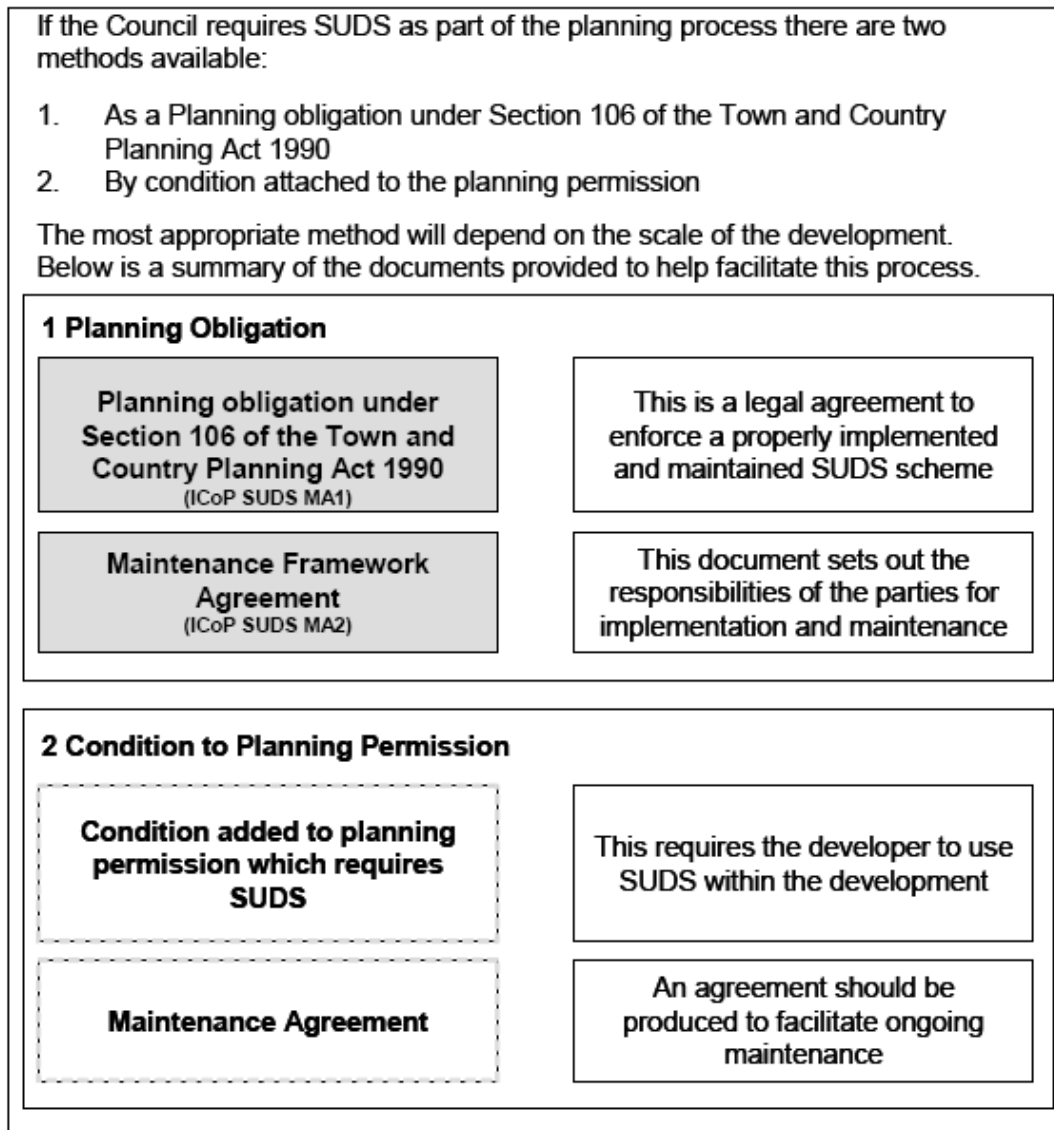 If the Council requires SUDS as part of the planning process there are two
methods available:
1. As a Planning obligation under Section 106 of the Town and Country
Planning Act 1990
2. By condition attached to the planning permission
The most appropriate method will depend on the scale of the development.
Below is a summary of the documents provided to help facilitate this process.
1 Planning Obligation
Planning obligation under
Section 106 of the Town and
Country Planning Act 1990
(ICoP SUDS MA1)
This is a legal agreement to
enforce a properly implemented
and maintained SUDS scheme
Maintenance Framework
Agreement
(ICoP SUDS MA2)
This document sets out the
responsibilities of the parties for
implementation and maintenance
2 Condition to Planning Permission
Condition added to planning
permission which requires
SUDS
This requires the developer to use
SUDS within the development
Maintenance Agreement
An agreement should be
produced to facilitate ongoing
maintenance